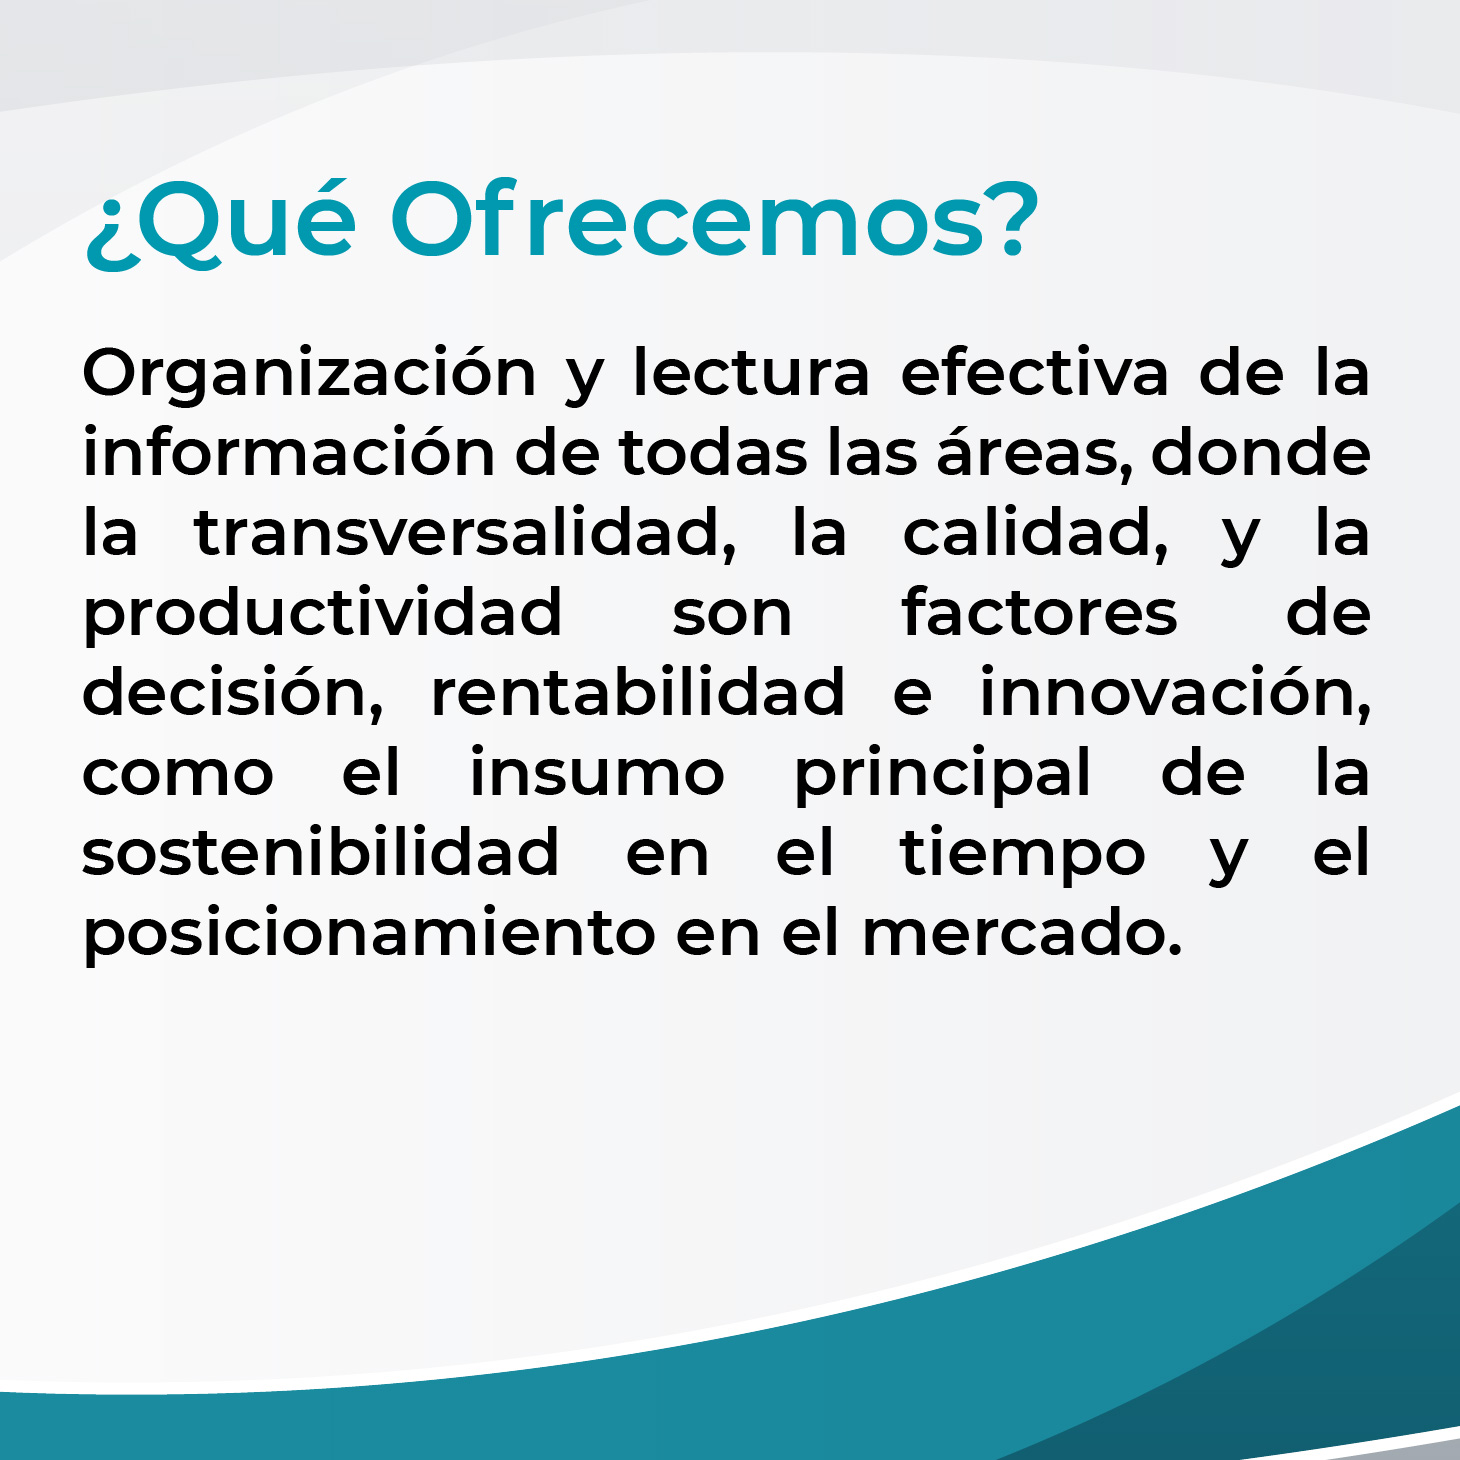 ¿Qué Ofrecemos?
Organización y lectura efectiva de la
información de todas las áreas, donde
la transversalidad, la calidad, y la
productividad son factores de
decisión, rentabilidad e innovación,
como el insumo principal de la
sostenibilidad en el tiempo y el
posicionamiento en el mercado.